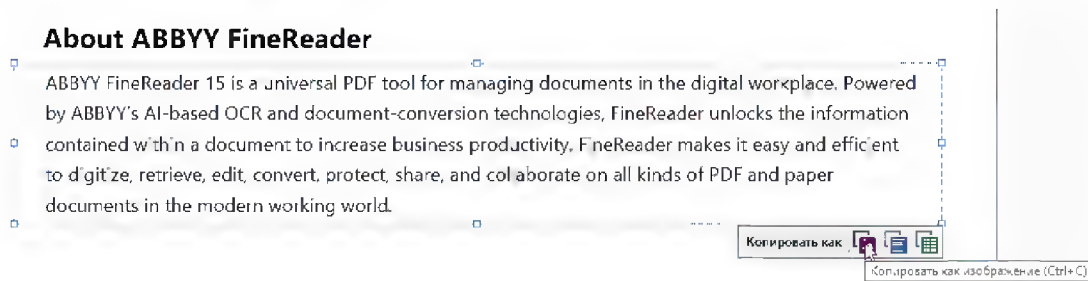 About ABBYY FineReader
ABBYY FineReader 15 is a universal PDF tool for managing documents in the digital workplace. Powered
by ABBYY's AI-based OCR and document-conversion technologies, FineReader unlocks the information
contained within a document to increase business productivity. FineReader makes it easy and efficient
to digitize, retrieve, edit, convert, protect, share, and collaborate on all kinds of PDF and paper
documents in the modern working world.
Копировать как
Копировать как изображение (Ctrl+C)